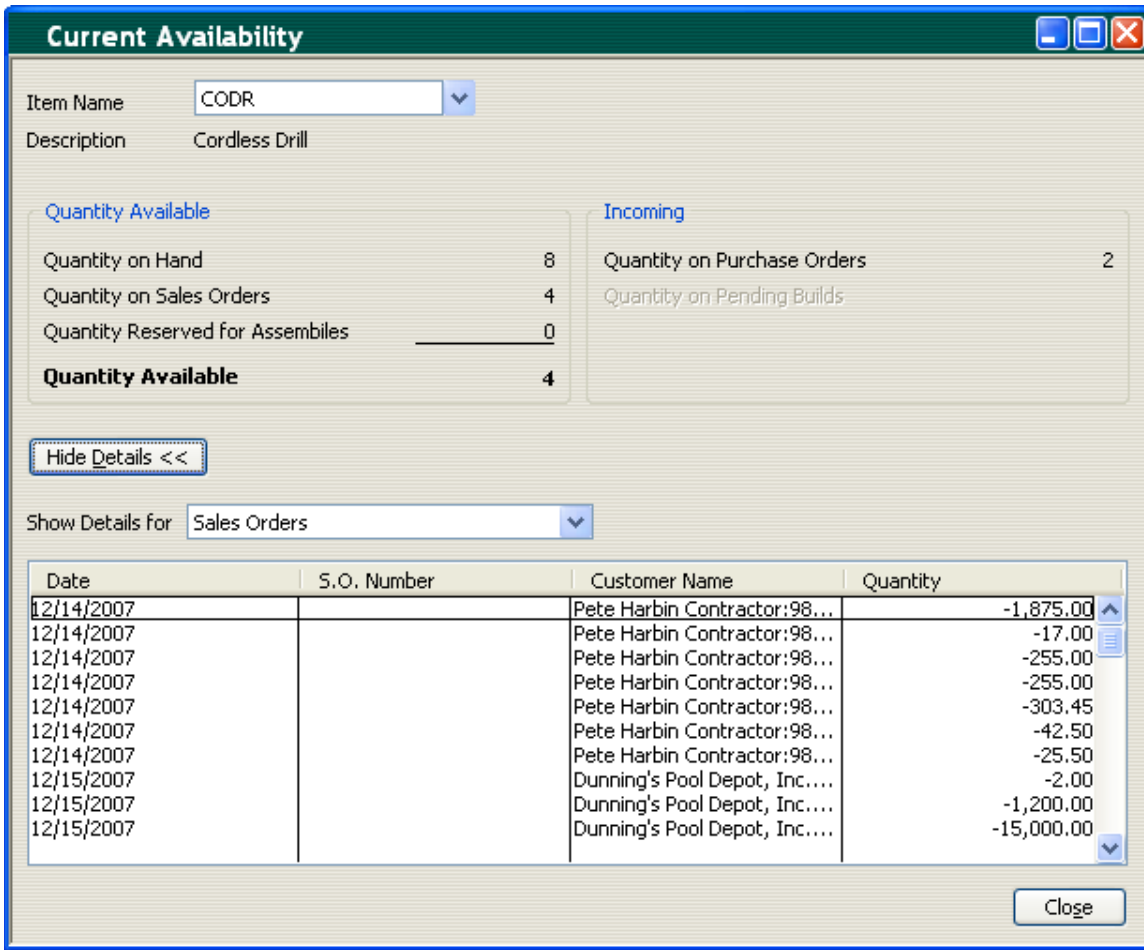 Current Availability
Item Name CODR
Description Cordless Drill
Quantity Available
Quantity on Hand 8
Quantity on Sales Orders 4
Quantity Reserved for Assembiles 0
Quantity Available 4
Incoming
Quantity on Purchase Orders 2
Quantity on Pending Builds
Hide Details <<
Show Details for Sales Orders
Date S.O. Number Customer Name Quantity
12/14/2007 Pete Harbin Contractor:98... -1,875.00
12/14/2007 Pete Harbin Contractor:98... -17.00
12/14/2007 Pete Harbin Contractor:98... -255.00
12/14/2007 Pete Harbin Contractor:98... -255.00
12/14/2007 Pete Harbin Contractor:98... -303.45
12/14/2007 Pete Harbin Contractor:98... -42.50
12/14/2007 Pete Harbin Contractor:98... -25.50
12/15/2007 Dunning's Pool Depot, Inc.... -2.00
12/15/2007 Dunning's Pool Depot, Inc.... -1,200.00
12/15/2007 Dunning's Pool Depot, Inc.... -15,000.00
Close